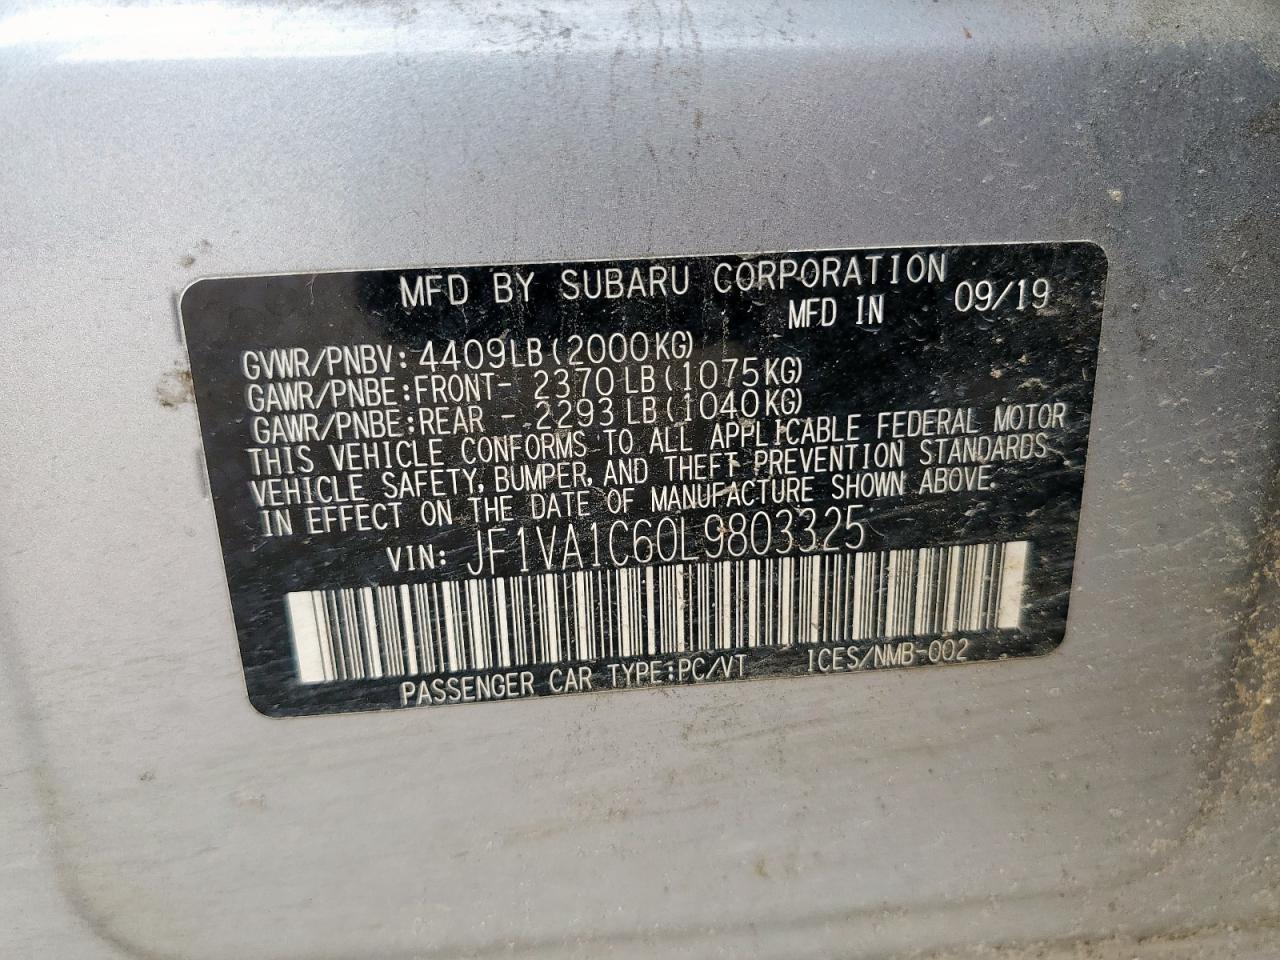 MFD BY SUBARU CORPORATION
MFD IN 09/19
GVWR/PNBV: 4409LB(2000KG)
GAWR/PNBE:FRONT- 2370LB(1075KG)
GAWR/PNBE:REAR - 2293LB(1040KG)
THIS VEHICLE CONFORMS TO ALL APPLICABLE FEDERAL MOTOR
VEHICLE SAFETY, BUMPER, AND THEFT PREVENTION STANDARDS
IN EFFECT ON THE DATE OF MANUFACTURE SHOWN ABOVE.
VIN: JF1VA1C60L9803325
PASSENGER CAR TYPE:PC/VT ICES/NMB-002